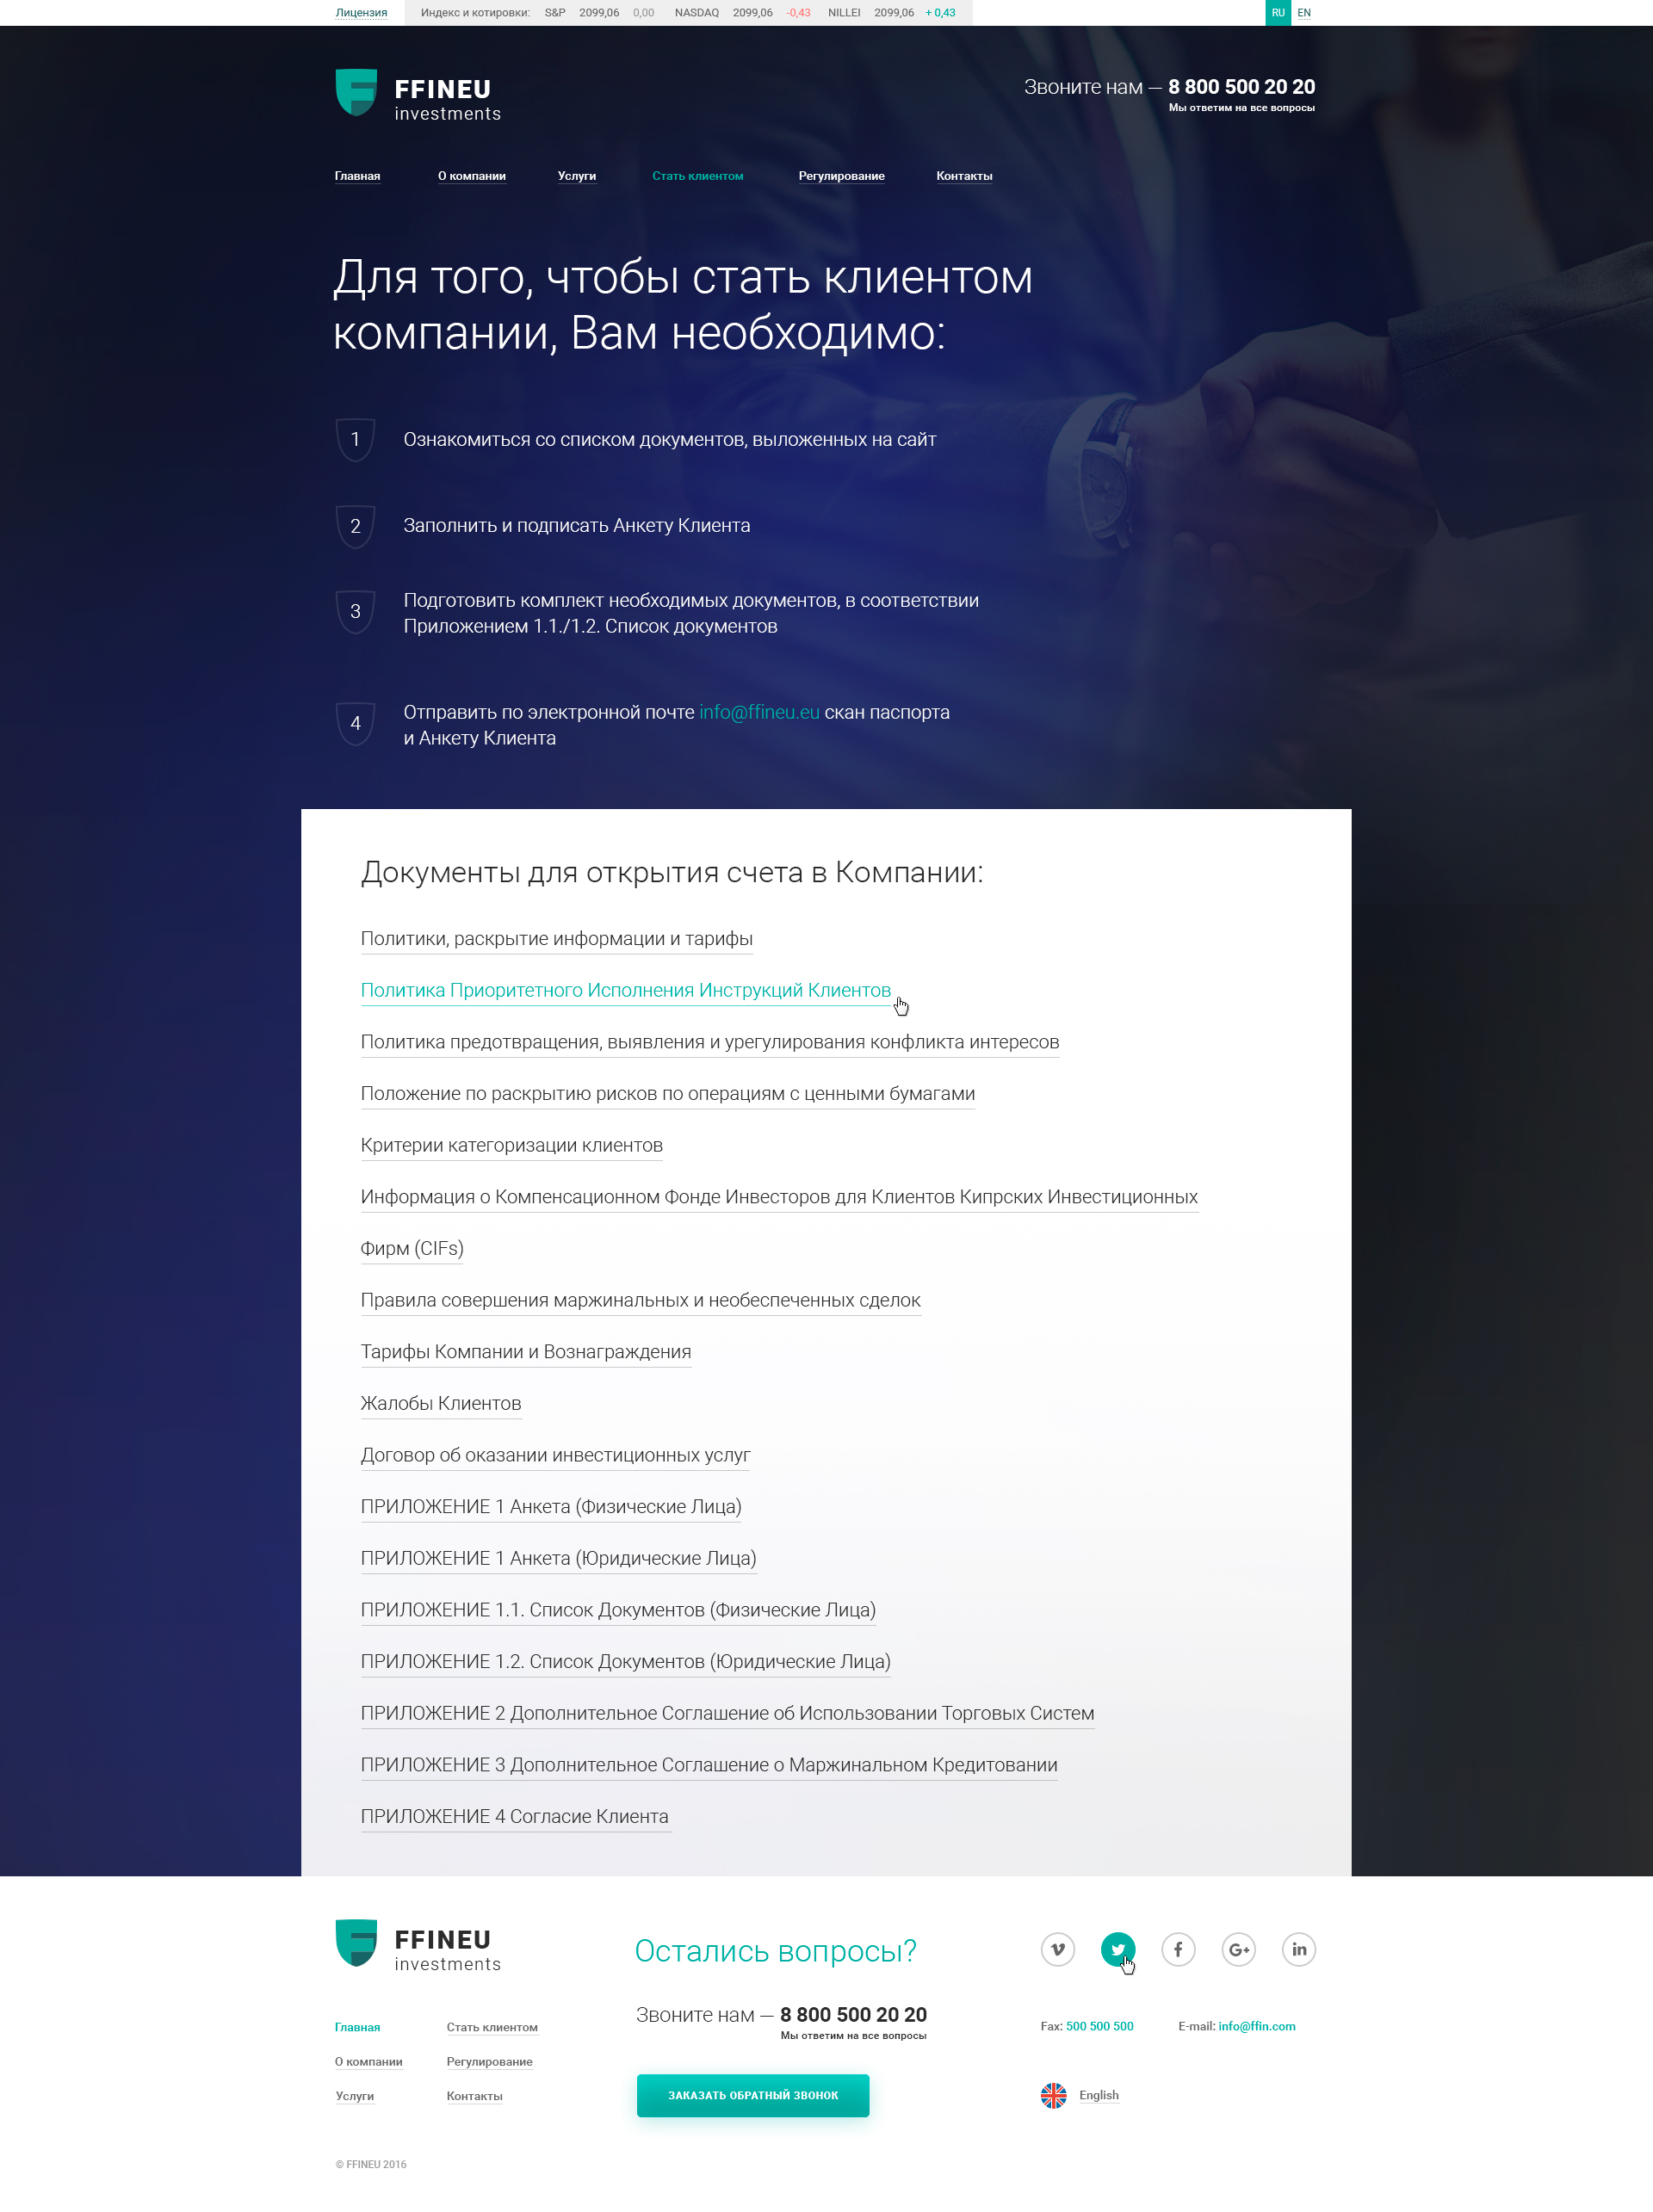 Лицензия
Индекс и котировки: S&P 2099,06 0,00 NASDAQ 2099,06 -0,43 NILLEI 2099,06 + 0,43
RU EN
FFINEU
investments
Звоните нам — 8 800 500 20 20
Мы ответим на все вопросы
Главная О компании Услуги Стать клиентом Регулирование Контакты
Для того, чтобы стать клиентом
компании, Вам необходимо:
1 Ознакомиться со списком документов, выложенных на сайт
2 Заполнить и подписать Анкету Клиента
3 Подготовить комплект необходимых документов, в соответствии
Приложением 1.1./1.2. Список документов
4 Отправить по электронной почте info@ffineu.eu скан паспорта
и Анкету Клиента
Документы для открытия счета в Компании:
Политики, раскрытие информации и тарифы
Политика Приоритетного Исполнения Инструкций Клиентов
Политика предотвращения, выявления и урегулирования конфликта интересов
Положение по раскрытию рисков по операциям с ценными бумагами
Критерии категоризации клиентов
Информация о Компенсационном Фонде Инвесторов для Клиентов Кипрских Инвестиционных
Фирм (CIFs)
Правила совершения маржинальных и необеспеченных сделок
Тарифы Компании и Вознаграждения
Жалобы Клиентов
Договор об оказании инвестиционных услуг
ПРИЛОЖЕНИЕ 1 Анкета (Физические Лица)
ПРИЛОЖЕНИЕ 1 Анкета (Юридические Лица)
ПРИЛОЖЕНИЕ 1.1. Список Документов (Физические Лица)
ПРИЛОЖЕНИЕ 1.2. Список Документов (Юридические Лица)
ПРИЛОЖЕНИЕ 2 Дополнительное Соглашение об Использовании Торговых Систем
ПРИЛОЖЕНИЕ 3 Дополнительное Соглашение о Маржинальном Кредитовании
ПРИЛОЖЕНИЕ 4 Согласие Клиента
FFINEU
investments
Главная Стать клиентом
О компании Регулирование
Услуги Контакты
Остались вопросы?
Звоните нам — 8 800 500 20 20
Мы ответим на все вопросы
ЗАКАЗАТЬ ОБРАТНЫЙ ЗВОНОК
Fax: 500 500 500 E-mail: info@ffin.com
English
© FFINEU 2016